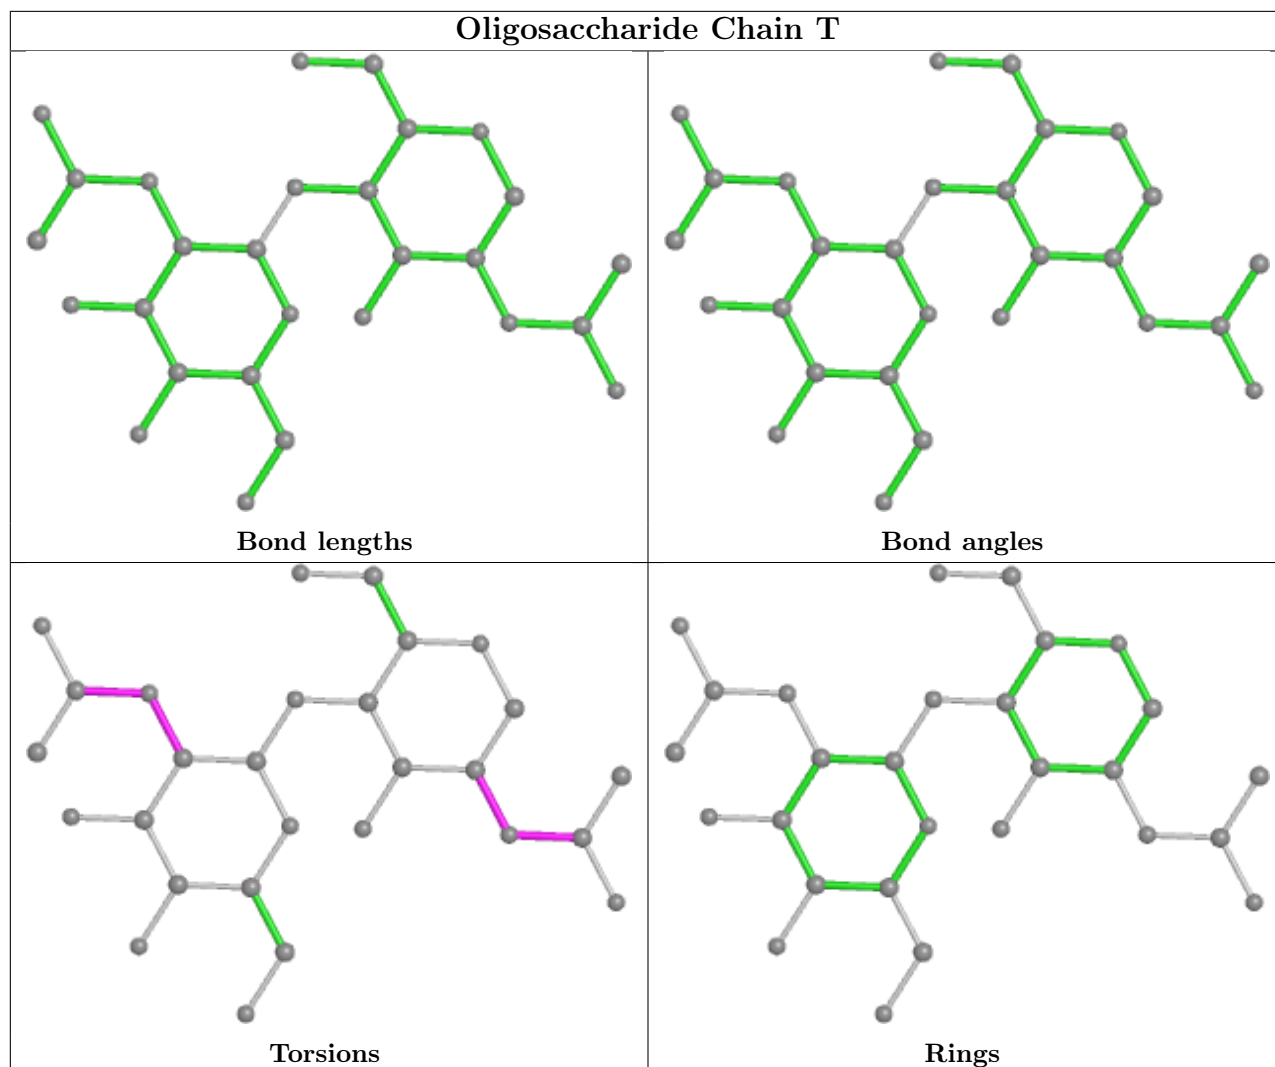 Oligosaccharide Chain T
Bond lengths
Bond angles
Torsions
Rings